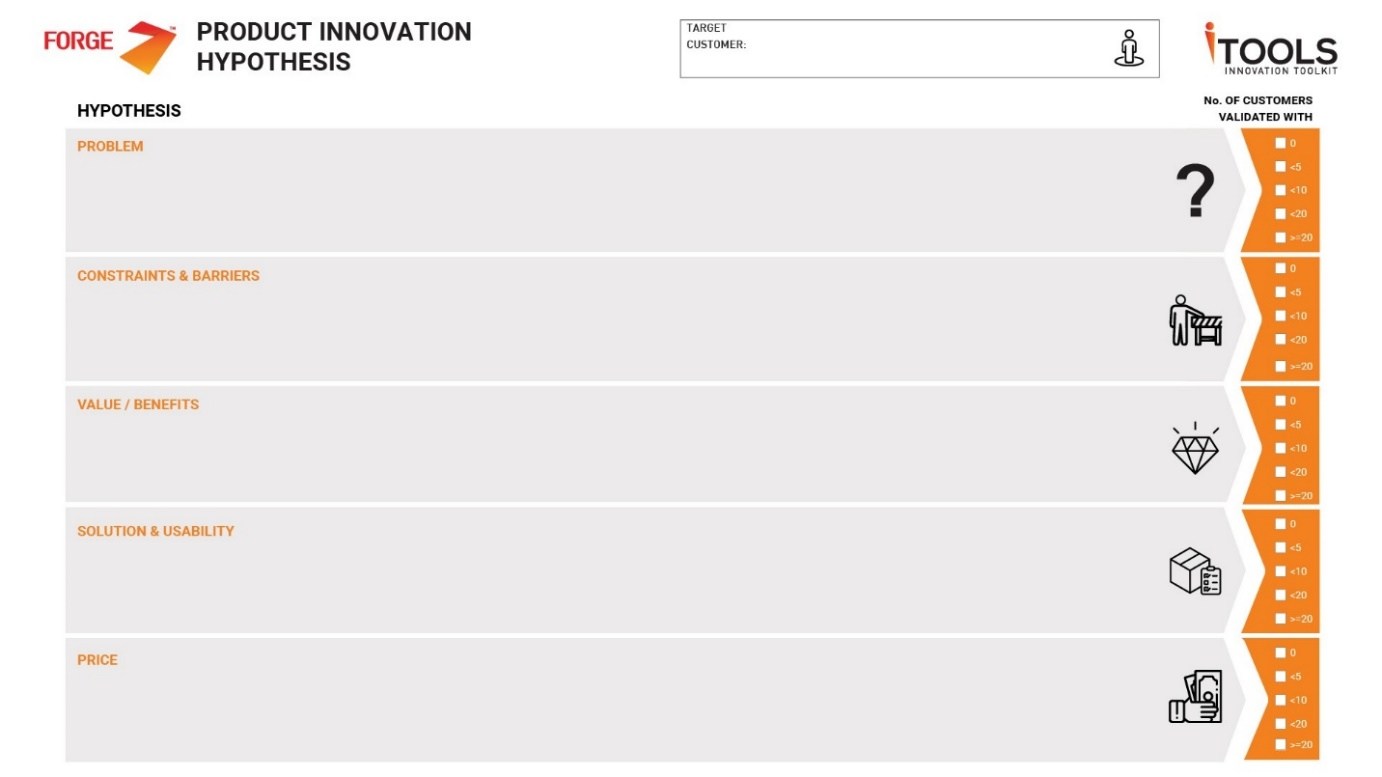 FORGE
PRODUCT INNOVATION
HYPOTHESIS
TARGET
CUSTOMER:
iTOOLS
INNOVATION TOOLKIT
HYPOTHESIS
No. OF CUSTOMERS
VALIDATED WITH
PROBLEM
?
0
<5
<10
<20
>=20
CONSTRAINTS & BARRIERS
0
<5
<10
<20
>=20
VALUE / BENEFITS
0
<5
<10
<20
>=20
SOLUTION & USABILITY
0
<5
<10
<20
>=20
PRICE
0
<5
<10
<20
>=20